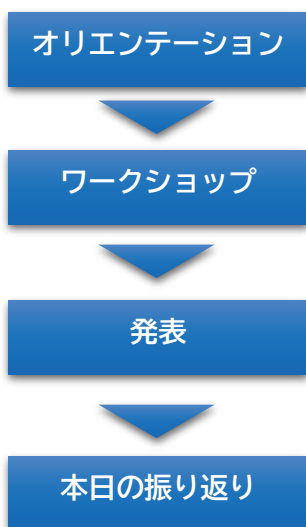 オリエンテーション
ワークショップ
発表
本日の振り返り